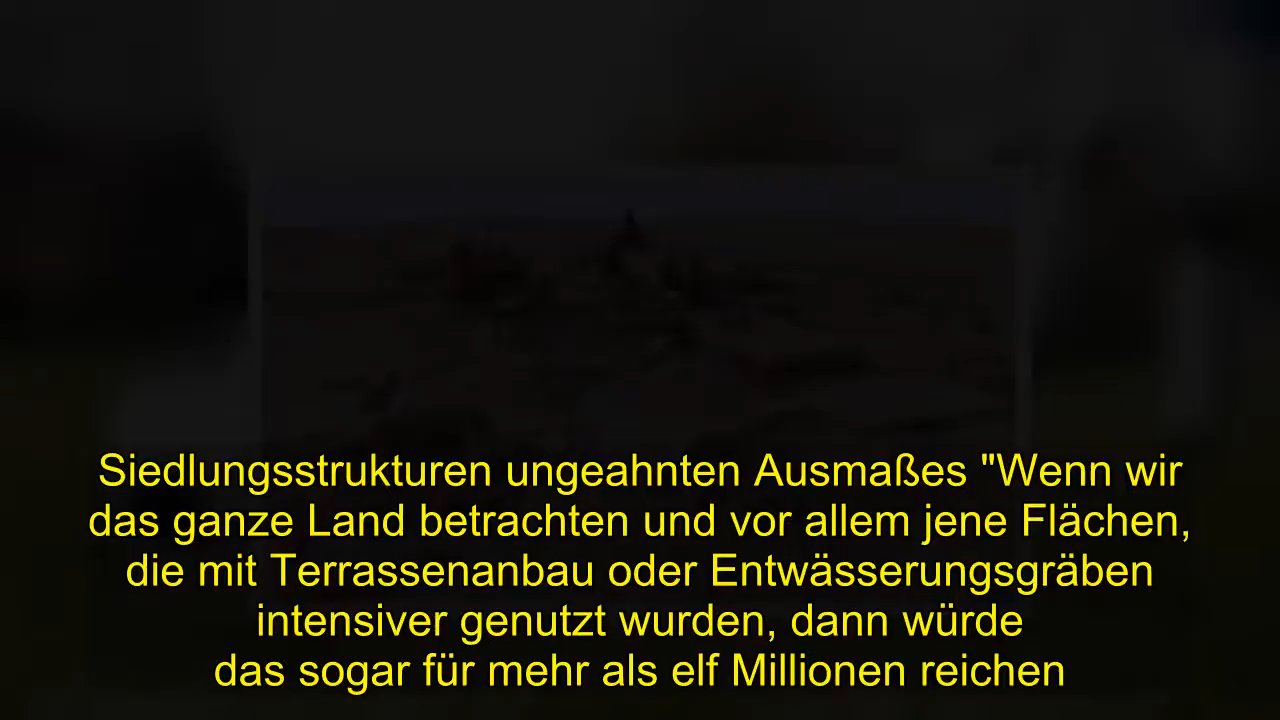 Siedlungsstrukturen ungeahnten Ausmaßes "Wenn wir
das ganze Land betrachten und vor allem jene Flächen,
die mit Terrassenanbau oder Entwässerungsgräben
intensiver genutzt wurden, dann würde
das sogar für mehr als elf Millionen reichen